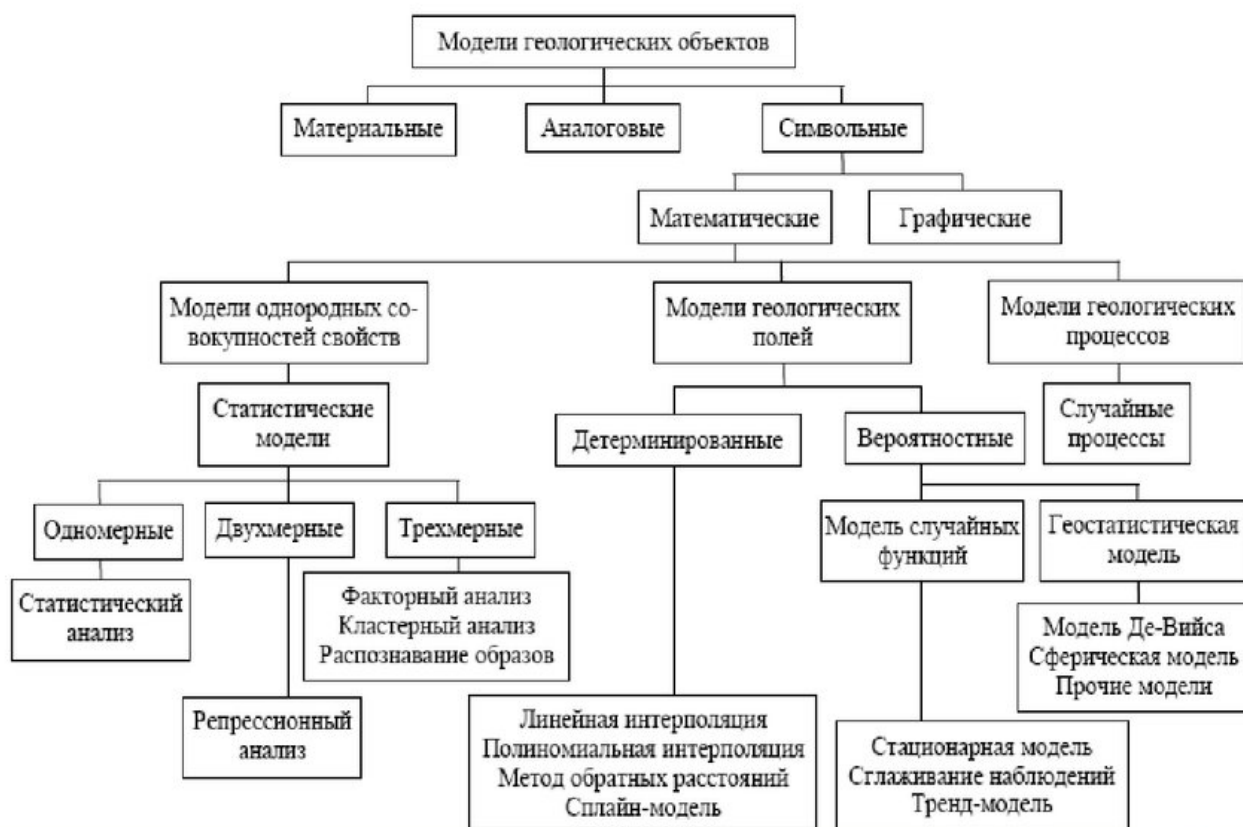 Модели геологических объектов
Материальные
Аналоговые
Символьные
Математические
Графические
Модели однородных со-
вокупностей свойств
Модели геологических
полей
Модели геологических
процессов
Статистические
модели
Детерминированные
Вероятностные
Случайные
процессы
Одномерные
Двухмерные
Трехмерные
Модель случайных
функций
Геостатистическая
модель
Статистический
анализ
Факторный анализ
Кластерный анализ
Распознавание образов
Модель Де-Вийса
Сферическая модель
Прочие модели
Репрессионный
анализ
Линейная интерполяция
Полиномиальная интерполяция
Метод обратных расстояний
Сплайн-модель
Стационарная модель
Сглаживание наблюдений
Тренд-модель